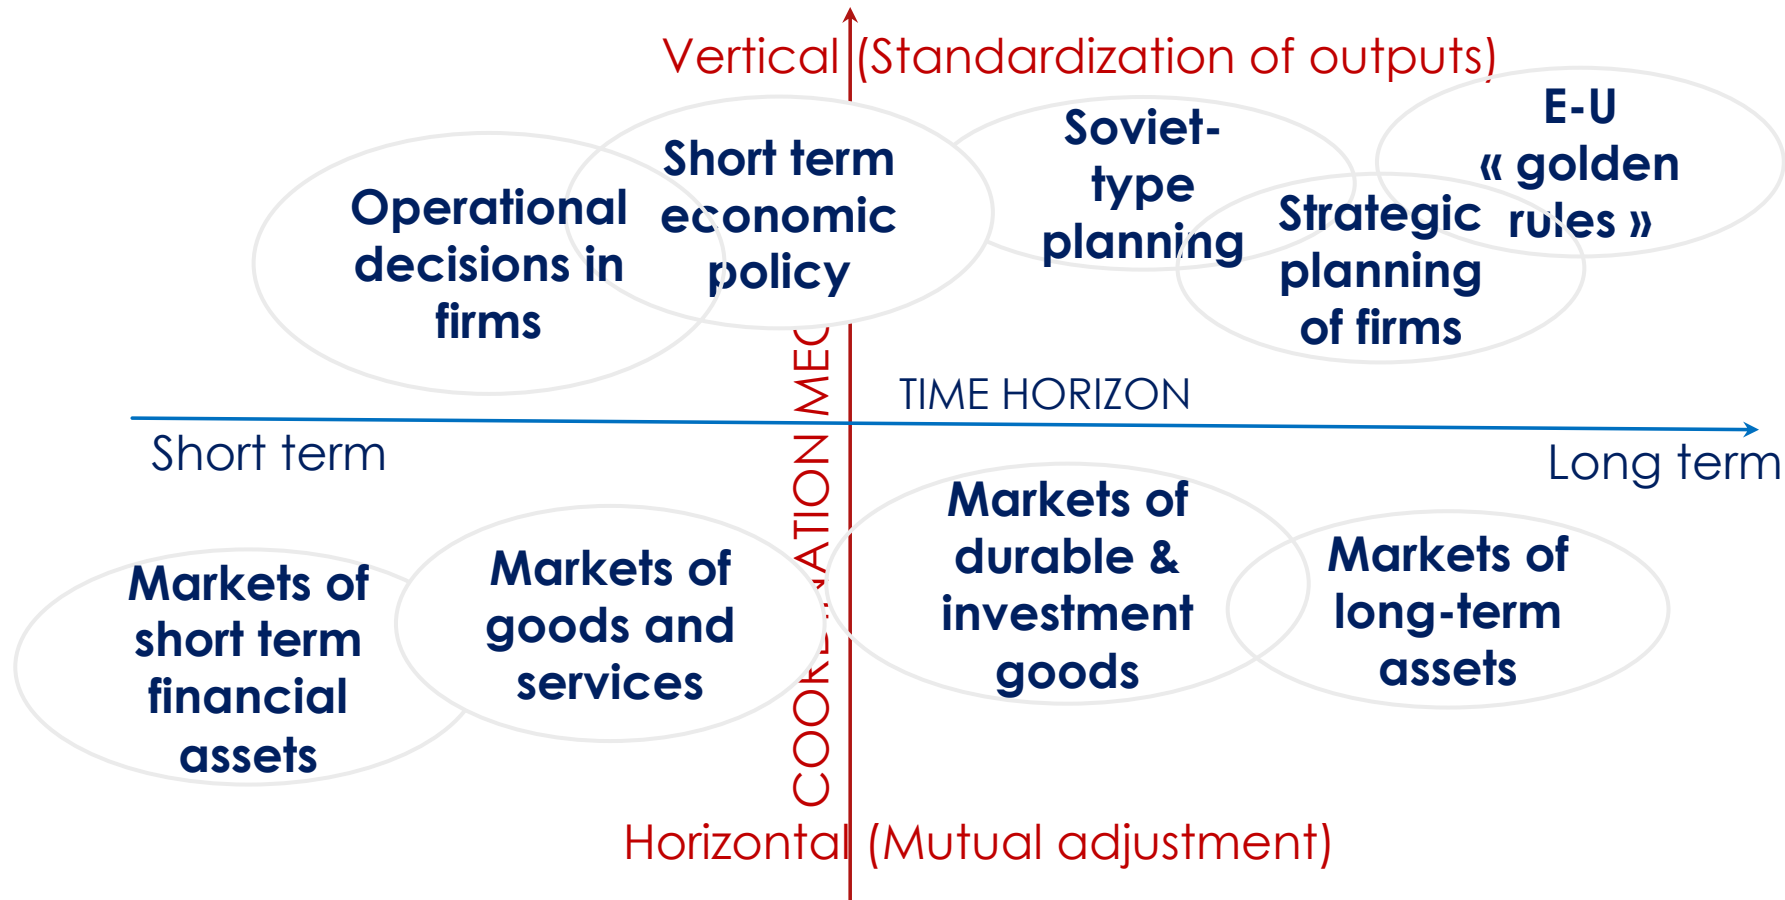 Vertical (Standardization of outputs)
E-U
« golden
rules »
Soviet-
type
planning
Short term
economic
policy
Operational
decisions in
firms
Strategic
planning
of firms
TIME HORIZON
Short term
Long term
Markets of
durable &
investment
goods
Markets of
long-term
assets
Markets of
goods and
services
Markets of
short term
financial
assets
Horizontal (Mutual adjustment)